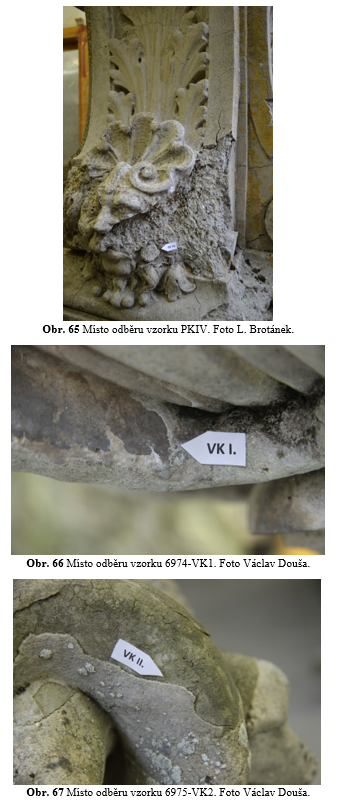 Obr. 65 Místo odběru vzorku PKIV. Foto L. Brotánek.
VK I.
Obr. 66 Místo odběru vzorku 6974-VK1. Foto Václav Douša.
VK II.
Obr. 67 Místo odběru vzorku 6975-VK2. Foto Václav Douša.